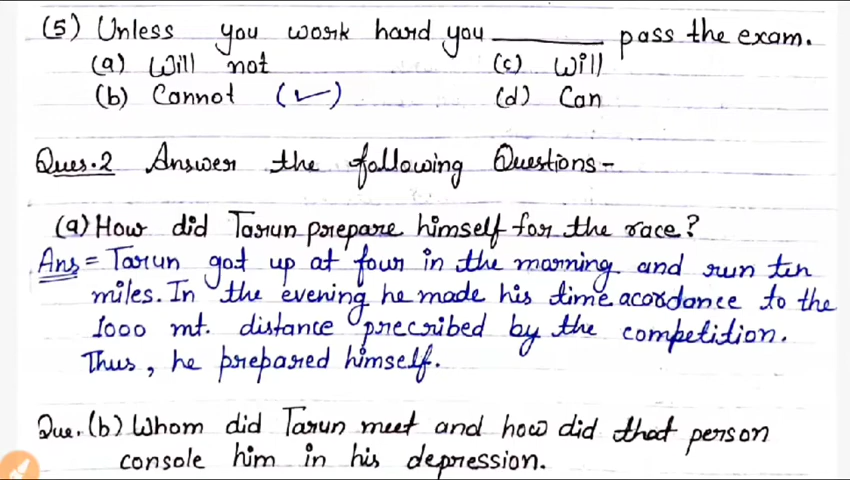 (5) Unless you work hard you ________ pass the exam.
(a) Will not (c) Will
(b) Cannot (✓) (d) Can
Ques.2 Answer the following Questions-
(a) How did Tarun prepare himself for the race?
Ans = Tarun got up at four in the morning and run ten
miles. In the evening he made his time acordance to the
1000 mt. distance precribed by the competition.
Thus, he prepared himself.
Que. (b) Whom did Tarun meet and how did that person
console him in his depression.